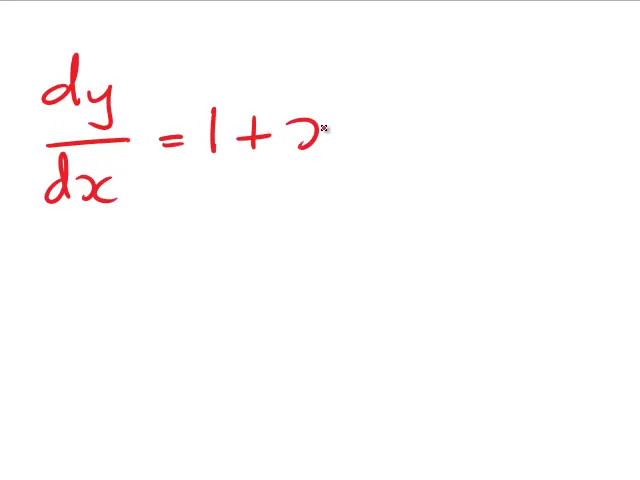 dy/dx = 1 +